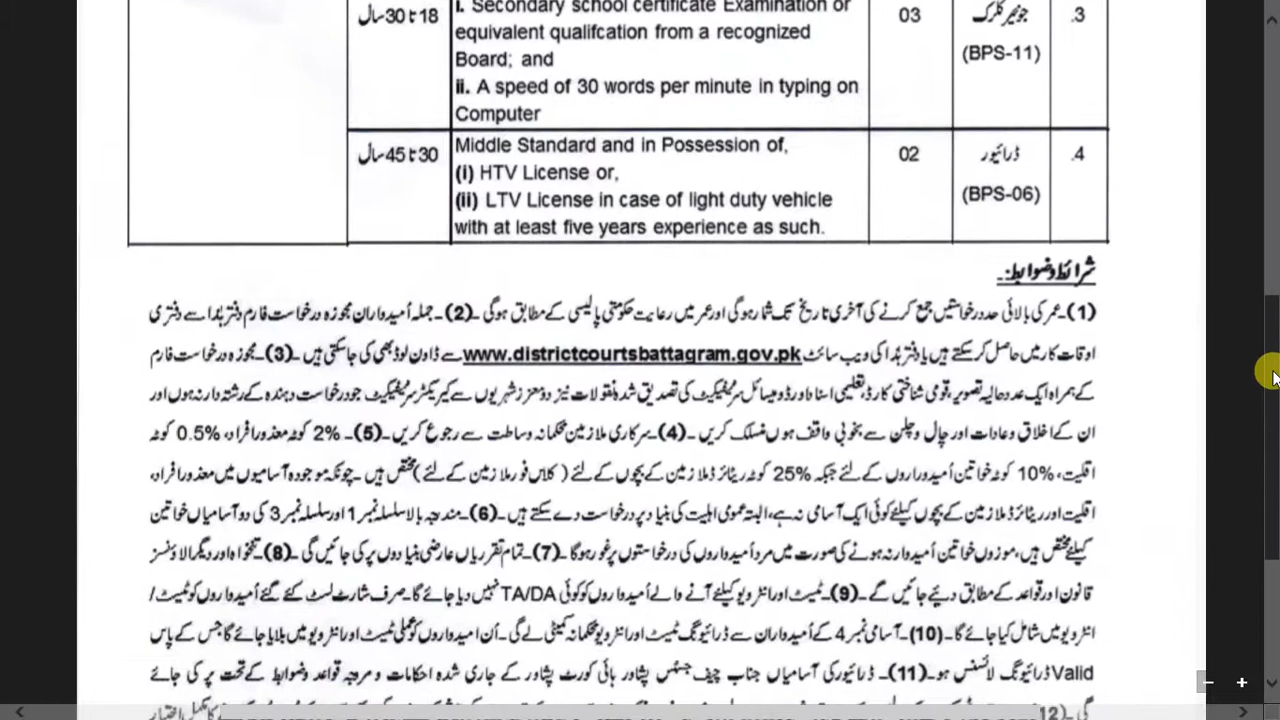 18 تا 30 سال
i. Secondary school certificate Examination or
equivalent qualifcation from a recognized
Board; and
ii. A speed of 30 words per minute in typing on
Computer
03
جونیئر کلرک
(BPS-11)
3.
30 تا 45 سال
Middle Standard and in Possession of,
(i) HTV License or,
(ii) LTV License in case of light duty vehicle
with at least five years experience as such.
02
ڈرائیور
(BPS-06)
4.
شرائط و ضوابط:۔
(1)۔ عمر کی بالائی حد درخواستیں جمع کرنے کی آخری تاریخ تک شمار ہوگی اور عمر میں رعایت حکومتی پالیسی کے مطابق ہوگی ۔(2)۔ جملہ اُمیدواران مجوزہ درخواست فارم دفتر ہٰذا سے دفتری
اوقات کار میں حاصل کر سکتے ہیں یا دفتر ہٰذا کی ویب سائٹ www.districtcourtsbattagram.gov.pk سے ڈاون لوڈ بھی کی جاسکتی ہیں ۔(3)۔ مجوزہ درخواست فارم
کے ہمراہ ایک عدد حالیہ تصویر، قومی شناختی کارڈ، تعلیمی اسناد اور ڈومیسائل سرٹیفکیٹ کی تصدیق شدہ نقولات نیز دو معزز شہریوں سے کیریکٹر سرٹیفکیٹ جو درخواست دہندہ کے رشتہ دار نہ ہوں اور
ان کے اخلاق و عادات اور چال و چلن سے بخوبی واقف ہوں منسلک کریں ۔(4)۔ سرکاری ملازمین محکمانہ وساطت سے رجوع کریں ۔(5)۔ 2% کوٹہ معذور افراد، 0.5% کوٹہ
اقلیت، 10% کوٹہ خواتین اُمیدواروں کے لئے جبکہ 25% کوٹہ ریٹائرڈ ملازمین کے بچوں کے لئے (کلاس فور ملازمین کے لئے) مختص ہیں ۔ چونکہ موجودہ آسامیوں میں معذور افراد،
اقلیت اور ریٹائرڈ ملازمین کے بچوں کیلئے کوئی ایک آسامی نہ ہے، البتہ عمومی اہلیت کی بنیاد پر درخواست دے سکتے ہیں ۔(6)۔ مندرجہ بالا سلسلہ نمبر 1 اور سلسلہ نمبر 3 کی دو آسامیاں خواتین
کیلئے مختص ہیں، موزوں خواتین اُمیدوار نہ ہونے کی صورت میں مرد اُمیدواروں کی درخواستوں پر غور ہوگا ۔(7)۔ تمام تقرریاں عارضی بنیادوں پر کی جائیں گی ۔(8)۔ تنخواہ اور دیگر الاؤنسز
قانون اور قواعد کے مطابق دیئے جائیں گے ۔(9)۔ ٹیسٹ اور انٹرویو کیلئے آنے والے اُمیدواروں کو کوئی TA/DA نہیں دیا جائے گا۔ صرف شارٹ لسٹ کئے گئے اُمیدواروں کو ٹیسٹ/
انٹرویو میں شامل کیا جائے گا ۔(10)۔ آسامی نمبر 4 کے اُمیدواران سے ڈرائیونگ ٹیسٹ اور انٹرویو محکمانہ کمیٹی لے گی۔ اُن امیدواروں کو عملی ٹیسٹ اور انٹرویو میں بلایا جائے گا جس کے پاس
Valid ڈرائیونگ لائسنس ہو ۔(11)۔ ڈرائیور کی آسامیاں جناب چیف جسٹس پشاور ہائی کورٹ پشاور کے جاری شدہ احکامات و مروجہ قواعد و ضوابط کے تحت پر کی جائے
گی ۔(12)۔